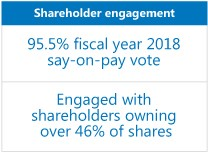 Shareholder engagement
95.5% fiscal year 2018
say-on-pay vote
Engaged with
shareholders owning
over 46% of shares